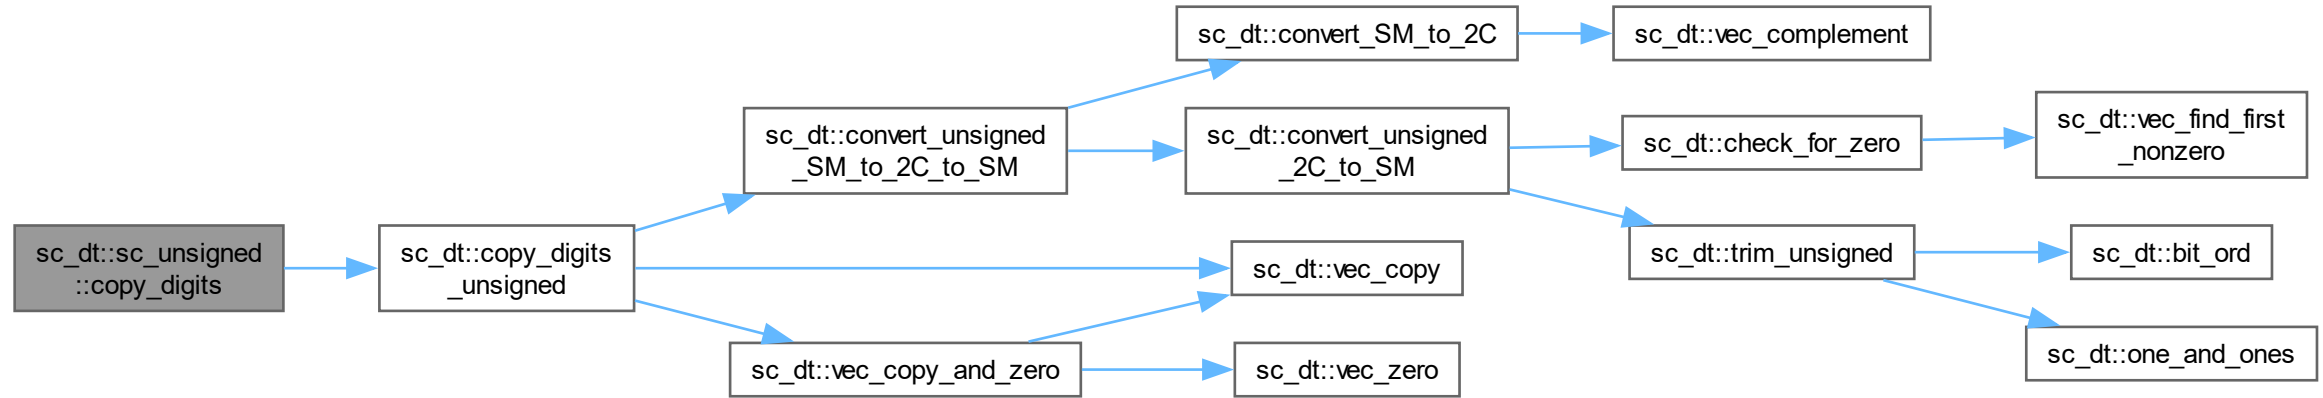 sc_dt::sc_unsigned
::copy_digits
sc_dt::copy_digits
_unsigned
sc_dt::convert_unsigned
_SM_to_2C_to_SM
sc_dt::convert_SM_to_2C
sc_dt::vec_complement
sc_dt::convert_unsigned
_2C_to_SM
sc_dt::check_for_zero
sc_dt::vec_find_first
_nonzero
sc_dt::trim_unsigned
sc_dt::bit_ord
sc_dt::one_and_ones
sc_dt::vec_copy
sc_dt::vec_copy_and_zero
sc_dt::vec_zero